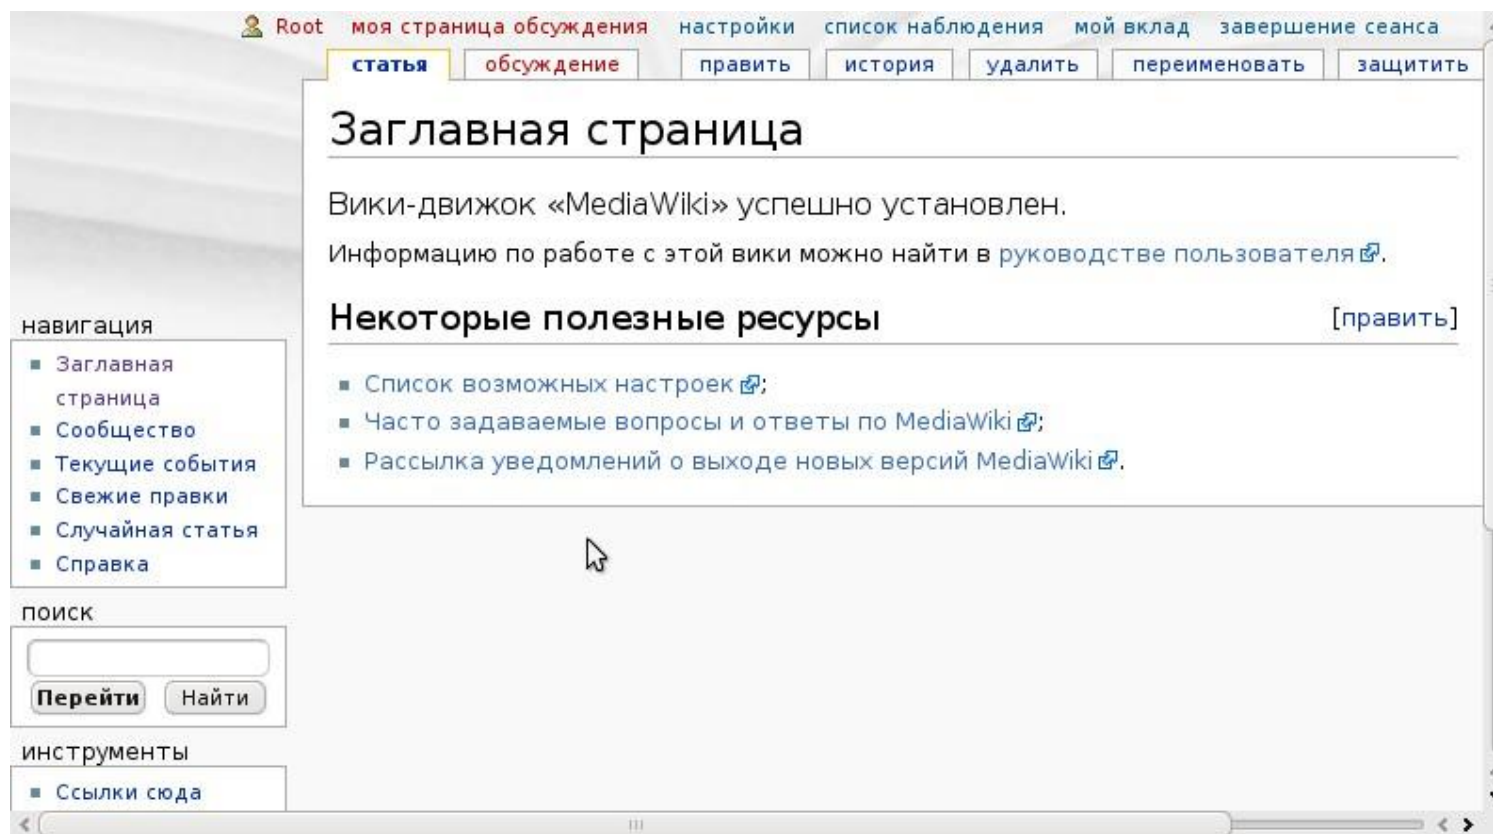 Root моя страница обсуждения настройки список наблюдения мой вклад завершение сеанса
статья обсуждение править история удалить переименовать защитить
Заглавная страница
Вики-движок «MediaWiki» успешно установлен.
Информацию по работе с этой вики можно найти в руководстве пользователя.
Некоторые полезные ресурсы [править]
Список возможных настроек;
Часто задаваемые вопросы и ответы по MediaWiki;
Рассылка уведомлений о выходе новых версий MediaWiki.
навигация
Заглавная
страница
Сообщество
Текущие события
Свежие правки
Случайная статья
Справка
поиск
Перейти Найти
инструменты
Ссылки сюда